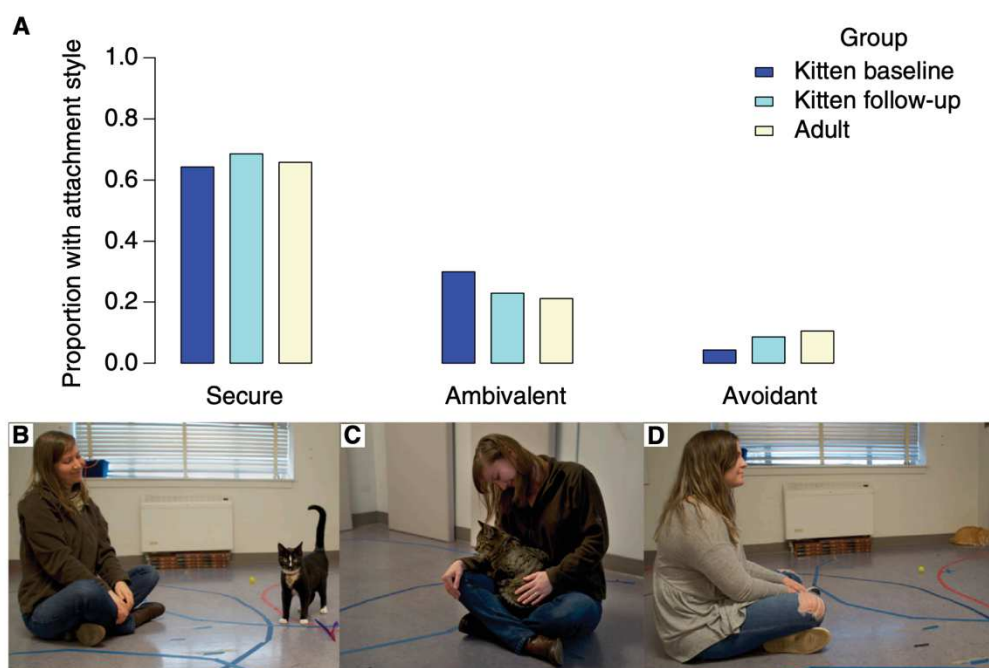 A
Proportion with attachment style
1.0
0.8
0.6
0.4
0.2
0.0
Group
Kitten baseline
Kitten follow-up
Adult
Secure
Ambivalent
Avoidant
B
C
D